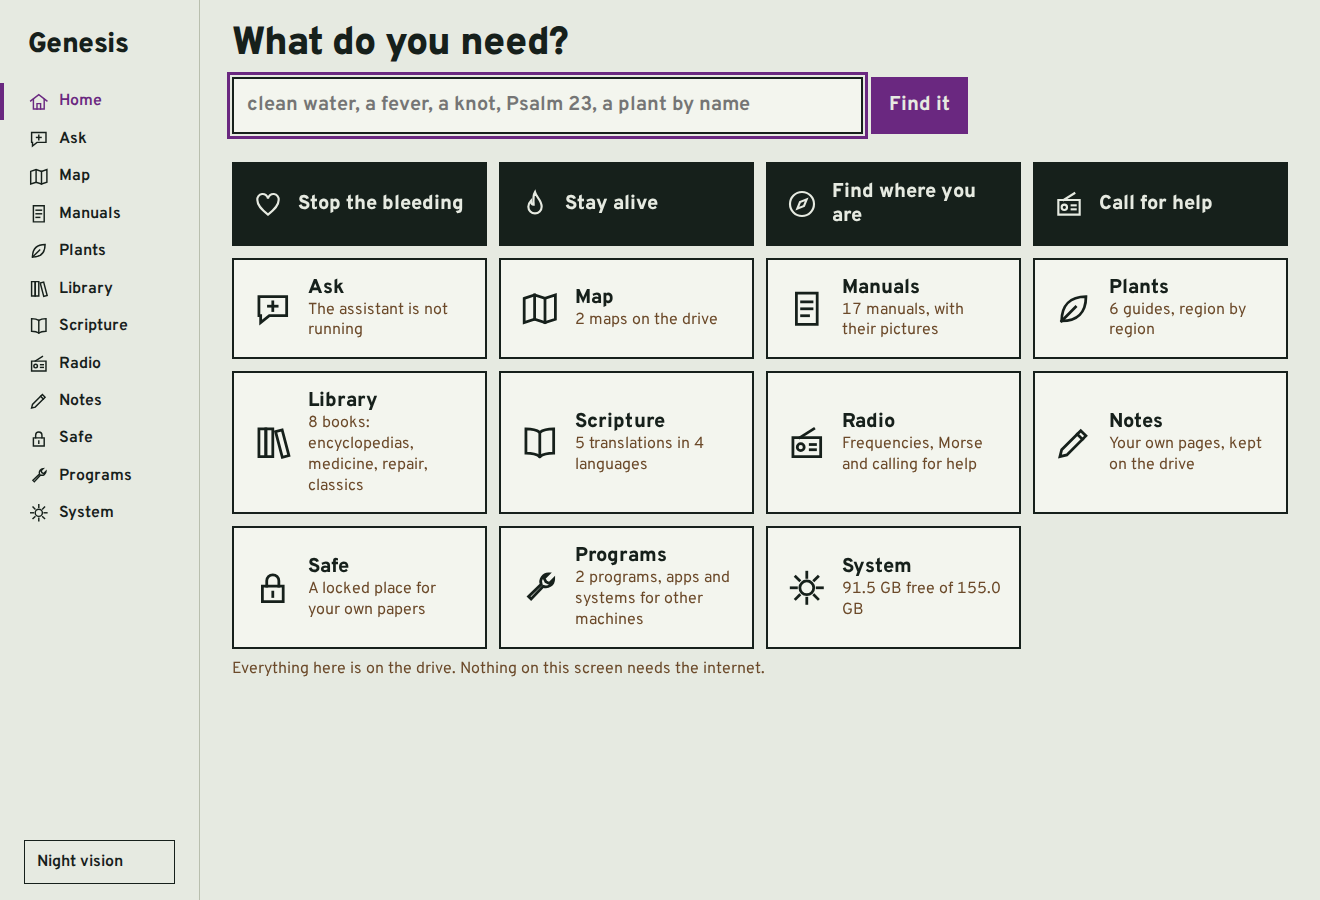 Genesis
Home
Ask
Map
Manuals
Plants
Library
Scripture
Radio
Notes
Safe
Programs
System
Night vision
What do you need?
clean water, a fever, a knot, Psalm 23, a plant by name
Find it
Stop the bleeding
Stay alive
Find where you
are
Call for help
Ask
The assistant is not
running
Map
2 maps on the drive
Manuals
17 manuals, with
their pictures
Plants
6 guides, region by
region
Library
8 books:
encyclopedias,
medicine, repair,
classics
Scripture
5 translations in 4
languages
Radio
Frequencies, Morse
and calling for help
Notes
Your own pages, kept
on the drive
Safe
A locked place for
your own papers
Programs
2 programs, apps and
systems for other
machines
System
91.5 GB free of 155.0
GB
Everything here is on the drive. Nothing on this screen needs the internet.